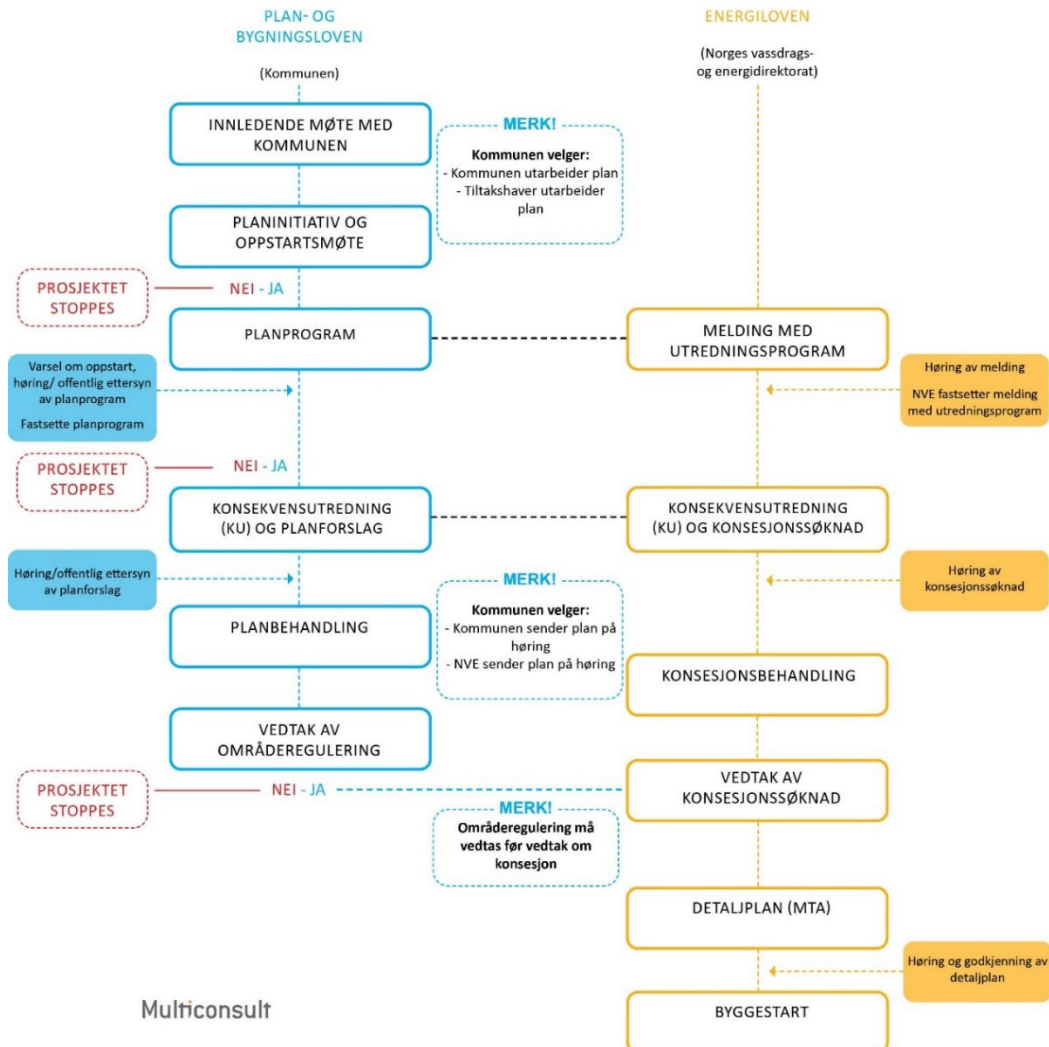 PLAN- OG
BYGNINGSLOVEN
(Kommunen)
ENERGILOVEN
(Norges vassdrags-
og energidirektorat)
INNLEDENDE MØTE MED
KOMMUNEN
MERK!
Kommunen velger:
- Kommunen utarbeider plan
- Tiltakshaver utarbeider
plan
PLANINITIATIV OG
OPPSTARTSMØTE
PROSJEKTET
STOPPES
NEI - JA
PLANPROGRAM
MELDING MED
UTREDNINGSPROGRAM
Varsel om oppstart,
høring/ offentlig ettersyn
av planprogram
Fastsette planprogram
Høring av melding
NVE fastsetter melding
med utredningsprogram
PROSJEKTET
STOPPES
NEI - JA
KONSEKVENSUTREDNING
(KU) OG PLANFORSLAG
KONSEKVENSUTREDNING
(KU) OG KONSESJONSSØKNAD
Høring/offentlig ettersyn
av planforslag
Høring av
konsesjonssøknad
MERK!
Kommunen velger:
- Kommunen sender plan på
høring
- NVE sender plan på høring
PLANBEHANDLING
KONSESJONSBEHANDLING
VEDTAK AV
OMRÅDEREGULERING
PROSJEKTET
STOPPES
NEI - JA
VEDTAK AV
KONSESJONSSØKNAD
MERK!
Områderegulering må
vedtas før vedtak om
konsesjon
DETALJPLAN (MTA)
Høring og godkjenning av
detaljplan
BYGGESTART
Multiconsult